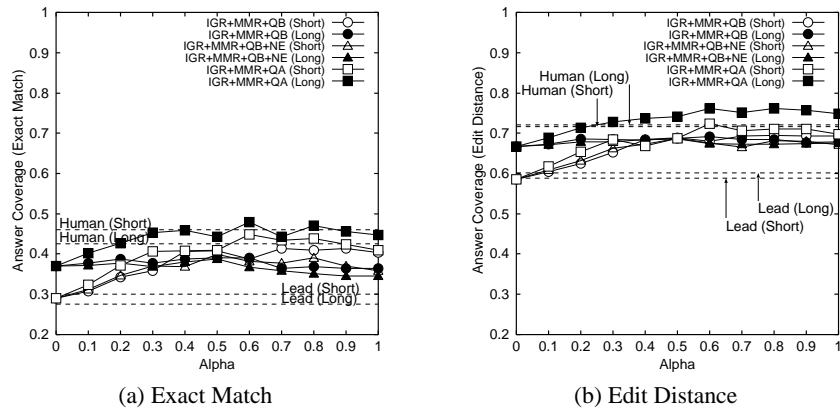 Answer Coverage (Exact Match)
1
0.9
0.8
0.7
0.6
0.5
0.4
0.3
0.2
IGR+MMR+QB (Short)
IGR+MMR+QB (Long)
IGR+MMR+QB+NE (Short)
IGR+MMR+QB+NE (Long)
IGR+MMR+QA (Short)
IGR+MMR+QA (Long)
Human (Short)
Human (Long)
Lead (Short)
Lead (Long)
0 0.1 0.2 0.3 0.4 0.5 0.6 0.7 0.8 0.9 1
Alpha
(a) Exact Match
Answer Coverage (Edit Distance)
1
0.9
0.8
0.7
0.6
0.5
0.4
0.3
0.2
IGR+MMR+QB (Short)
IGR+MMR+QB (Long)
IGR+MMR+QB+NE (Short)
IGR+MMR+QB+NE (Long)
IGR+MMR+QA (Short)
IGR+MMR+QA (Long)
Human (Long)
Human (Short)
Lead (Long)
Lead (Short)
0 0.1 0.2 0.3 0.4 0.5 0.6 0.7 0.8 0.9 1
Alpha
(b) Edit Distance